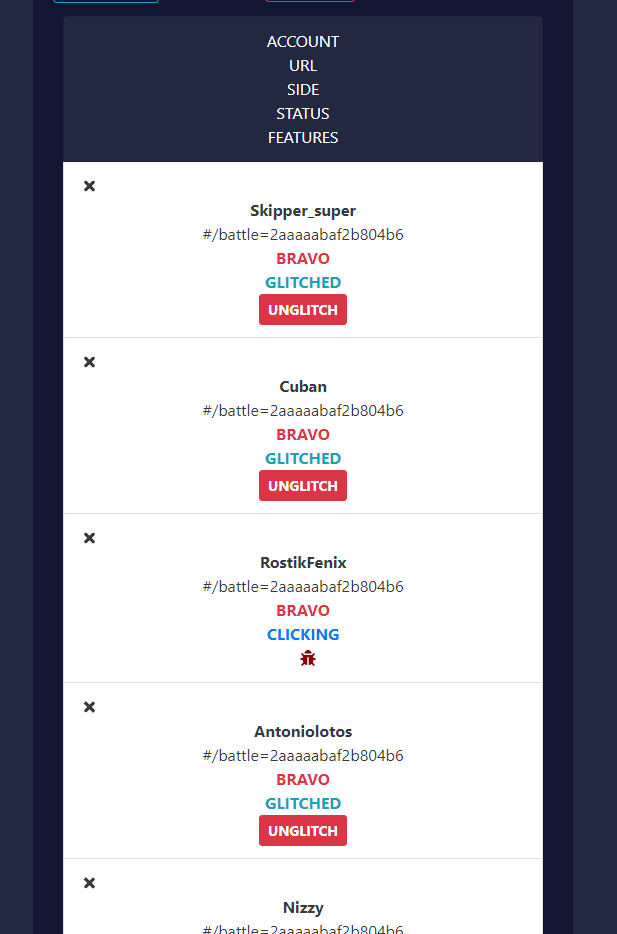 ACCOUNT
URL
SIDE
STATUS
FEATURES
Skipper_super
#/battle=2aaaaabaf2b804b6
BRAVO
GLITCHED
UNGLITCH
Cuban
#/battle=2aaaaabaf2b804b6
BRAVO
GLITCHED
UNGLITCH
RostikFenix
#/battle=2aaaaabaf2b804b6
BRAVO
CLICKING
Antoniolotos
#/battle=2aaaaabaf2b804b6
BRAVO
GLITCHED
UNGLITCH
Nizzy
#/battle=2aaaaabaf2b804b6